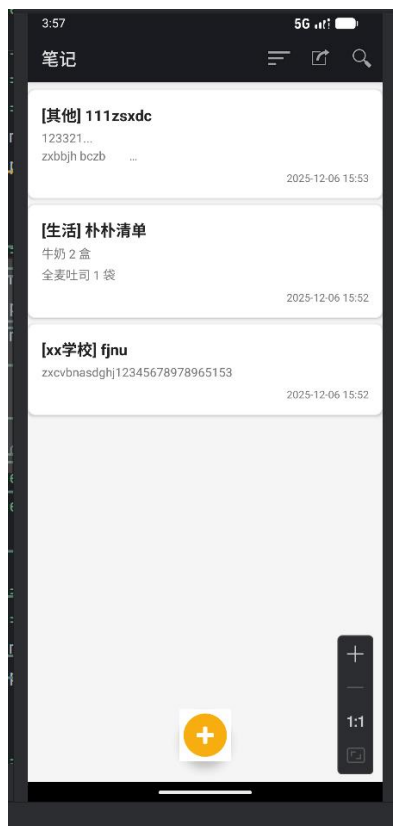 3:57 5G
笔记
[其他] 111zsxdc
123321...
zxbbjh bczb ...
2025-12-06 15:53
[生活] 朴朴清单
牛奶 2 盒
全麦吐司 1 袋
2025-12-06 15:52
[xx学校] fjnu
zxcvbnasdghj12345678978965153
2025-12-06 15:52
1:1